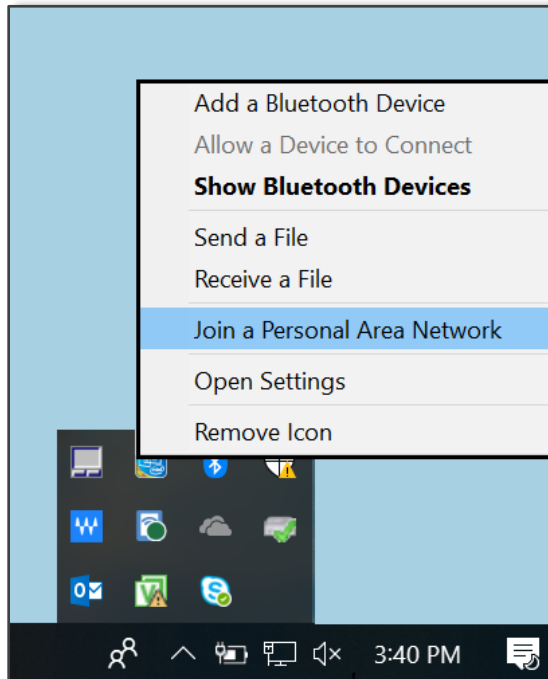 Add a Bluetooth Device
Allow a Device to Connect
Show Bluetooth Devices
Send a File
Receive a File
Join a Personal Area Network
Open Settings
Remove Icon
3:40 PM